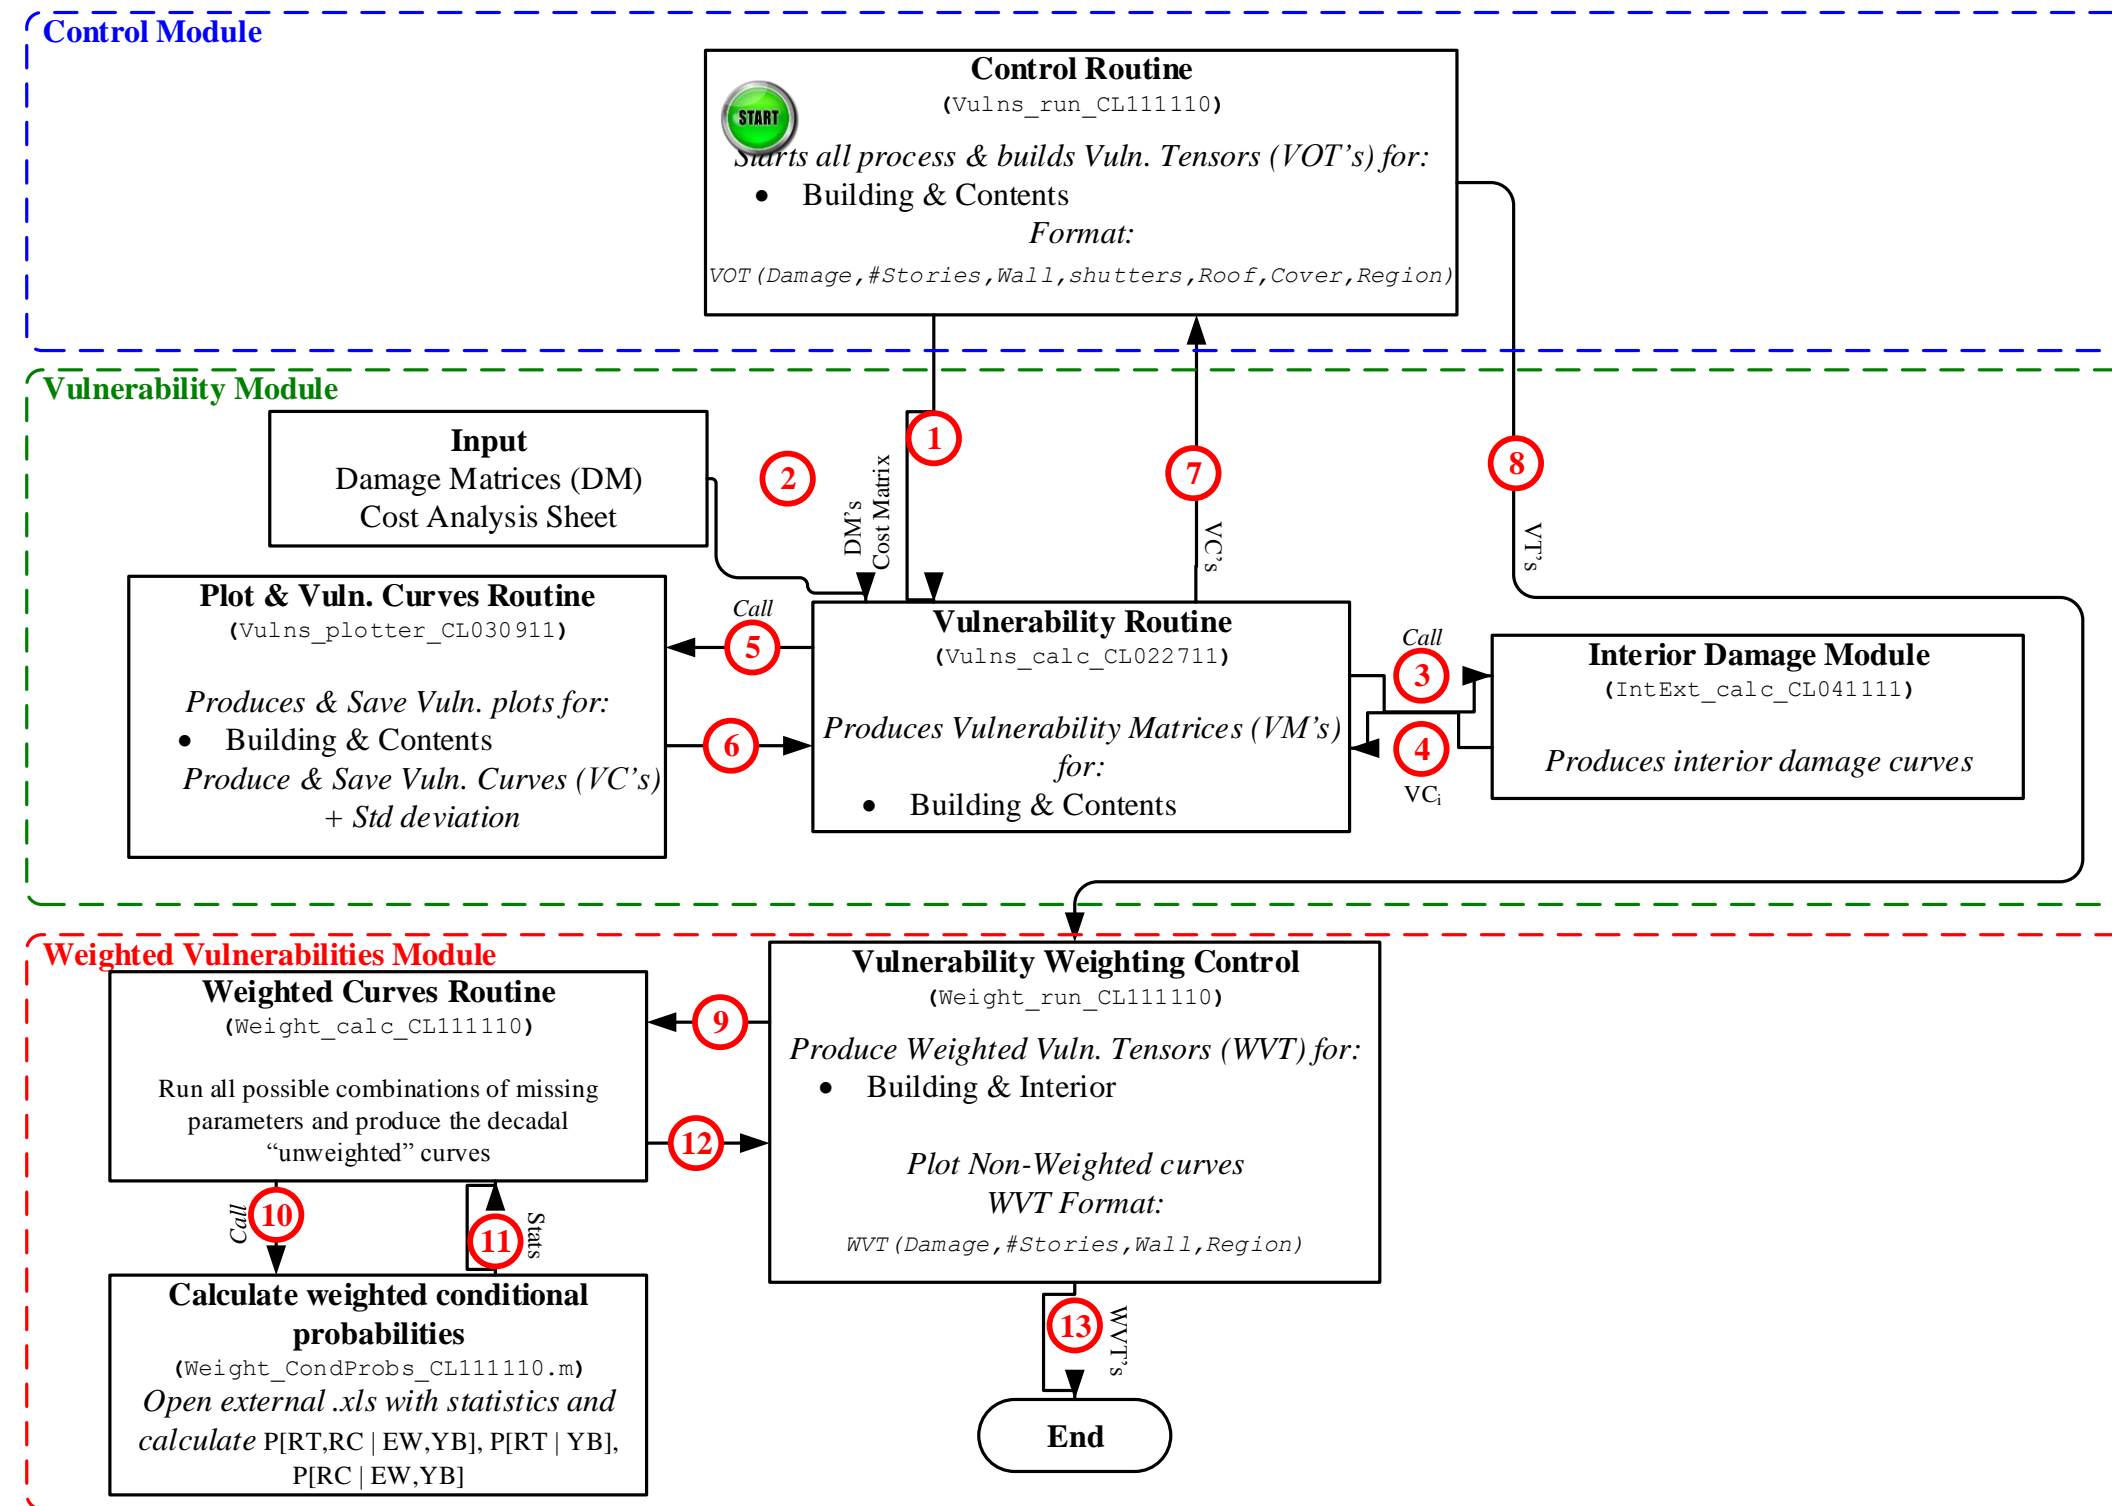 Control Module
Control Routine
(Vulns_run_CL111110)
START
Starts all process & builds Vuln. Tensors (VOT's) for:
• Building & Contents
Format:
VOT(Damage,#Stories,Wall,shutters,Roof,Cover,Region)
Vulnerability Module
Input
Damage Matrices (DM)
Cost Analysis Sheet
2
DM's
Cost Matrix
1
7
VC's
8
VT's
Plot & Vuln. Curves Routine
(Vulns_plotter_CL030911)
Produces & Save Vuln. plots for:
• Building & Contents
Produce & Save Vuln. Curves (VC's)
+ Std deviation
Call
5
6
Vulnerability Routine
(Vulns_calc_CL022711)
Produces Vulnerability Matrices (VM's)
for:
• Building & Contents
Call
3
4
VCi
Interior Damage Module
(IntExt_calc_CL041111)
Produces interior damage curves
Weighted Vulnerabilities Module
Weighted Curves Routine
(Weight_calc_CL111110)
Run all possible combinations of missing
parameters and produce the decadal
“unweighted” curves
9
12
Vulnerability Weighting Control
(Weight_run_CL111110)
Produce Weighted Vuln. Tensors (WVT) for:
• Building & Interior
Plot Non-Weighted curves
WVT Format:
WVT(Damage,#Stories,Wall,Region)
Call
10
11
Stats
Calculate weighted conditional
probabilities
(Weight_CondProbs_CL111110.m)
Open external .xls with statistics and
calculate P[RT,RC | EW,YB], P[RT | YB],
P[RC | EW,YB]
13
WVT's
End